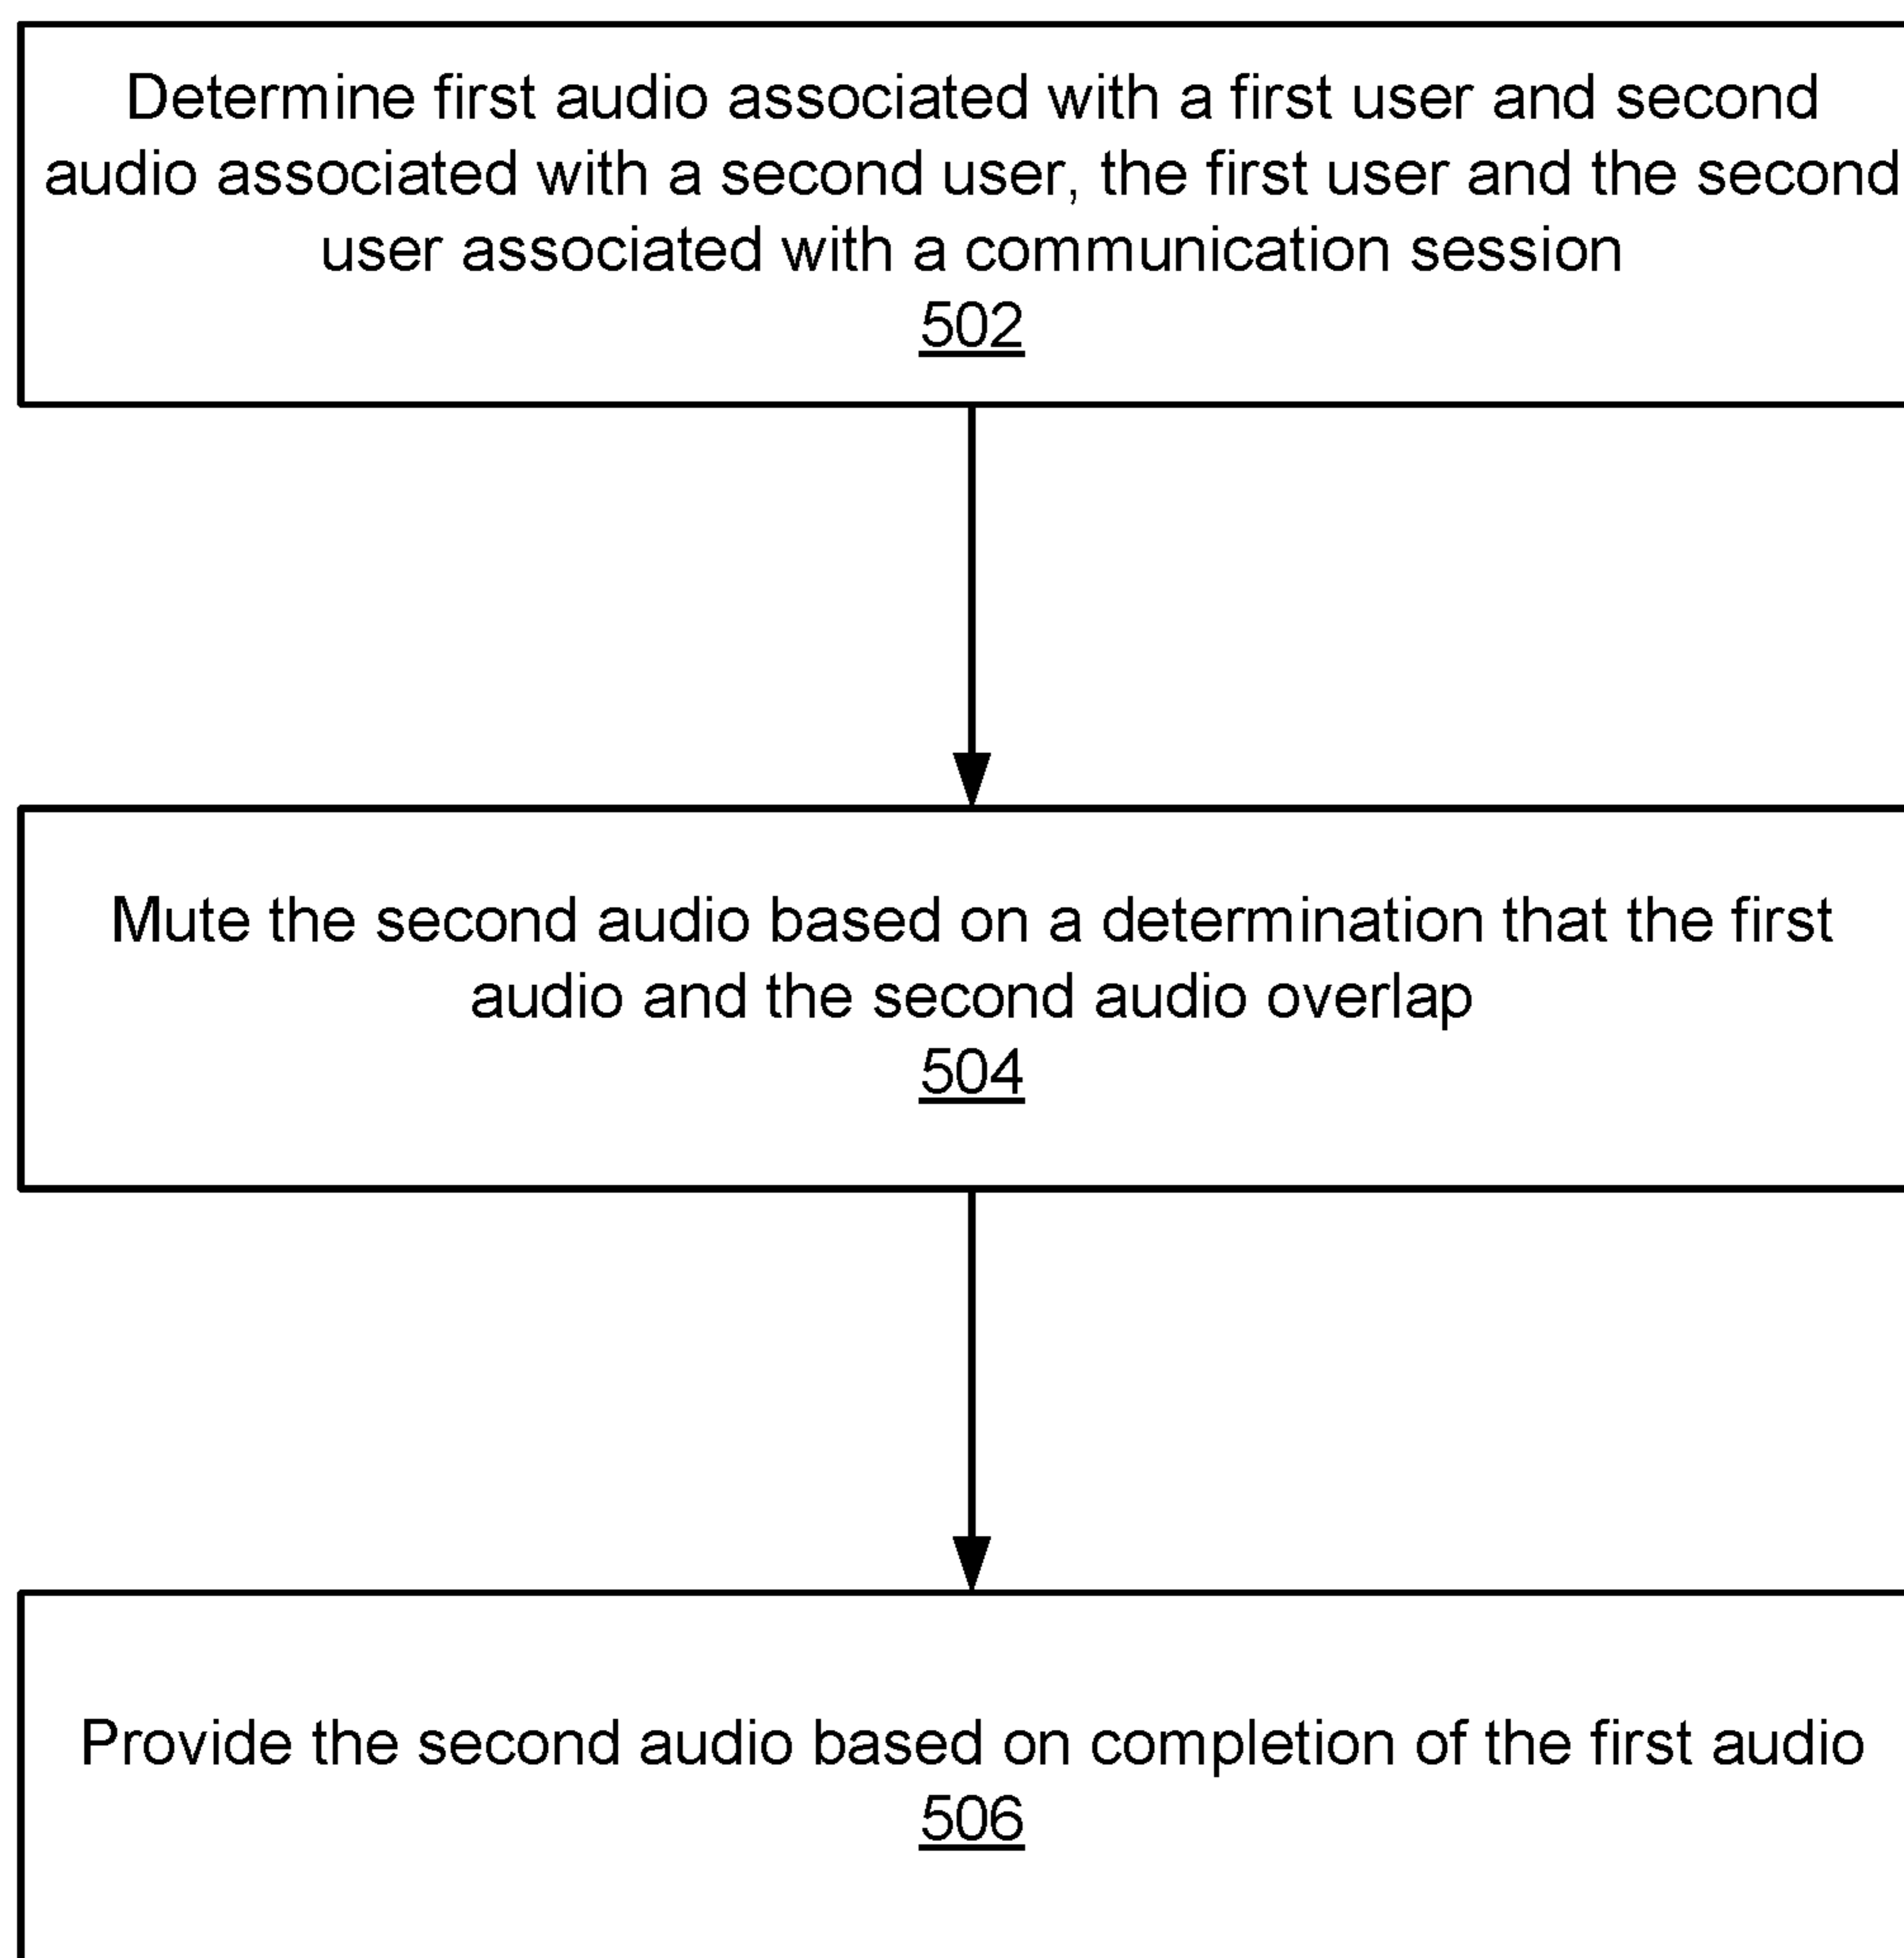 Determine first audio associated with a first user and second
audio associated with a second user, the first user and the second
user associated with a communication session
502
Mute the second audio based on a determination that the first
audio and the second audio overlap
504
Provide the second audio based on completion of the first audio
506